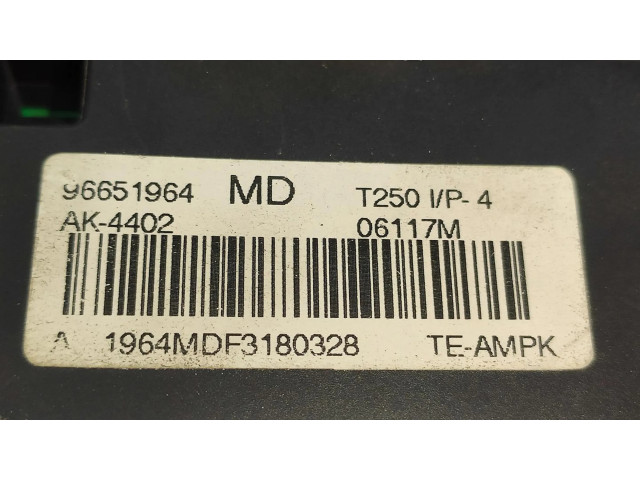 96651964 MD T250 I/P-4
AK-4402 06117M
A 1964MDF3180328 TE-AMPK